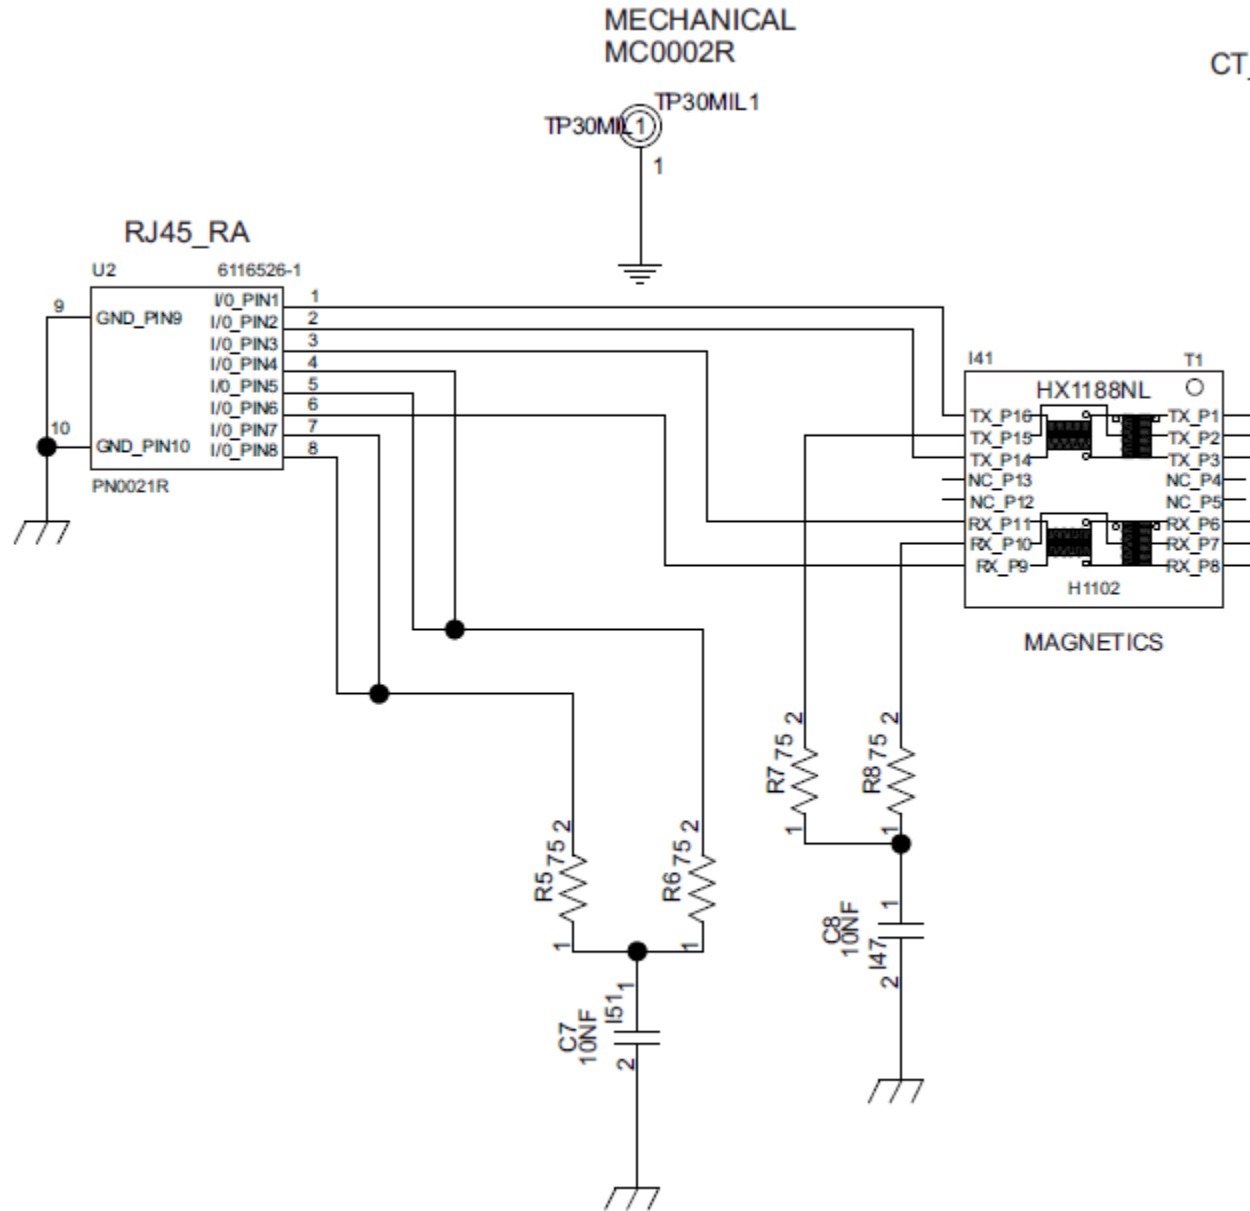 MECHANICAL
MC0002R
CT_
TP30MIL1
TP30MIL1
1
RJ45_RA
U2 6116526-1
9 GND_PIN9
10 GND_PIN10
I/0_PIN1 1
I/0_PIN2 2
I/0_PIN3 3
I/0_PIN4 4
I/0_PIN5 5
I/0_PIN6 6
I/0_PIN7 7
I/0_PIN8 8
PN0021R
I41 T1
HX1188NL
TX_P16 TX_P1
TX_P15 TX_P2
TX_P14 TX_P3
NC_P13 NC_P4
NC_P12 NC_P5
RX_P11 RX_P6
RX_P10 RX_P7
RX_P9 RX_P8
H1102
MAGNETICS
R7 75 2
1
R8 75 2
1
R5 75 2
1
R6 75 2
1
C8
10NF
I47
1
2
C7
10NF
I51
1
2